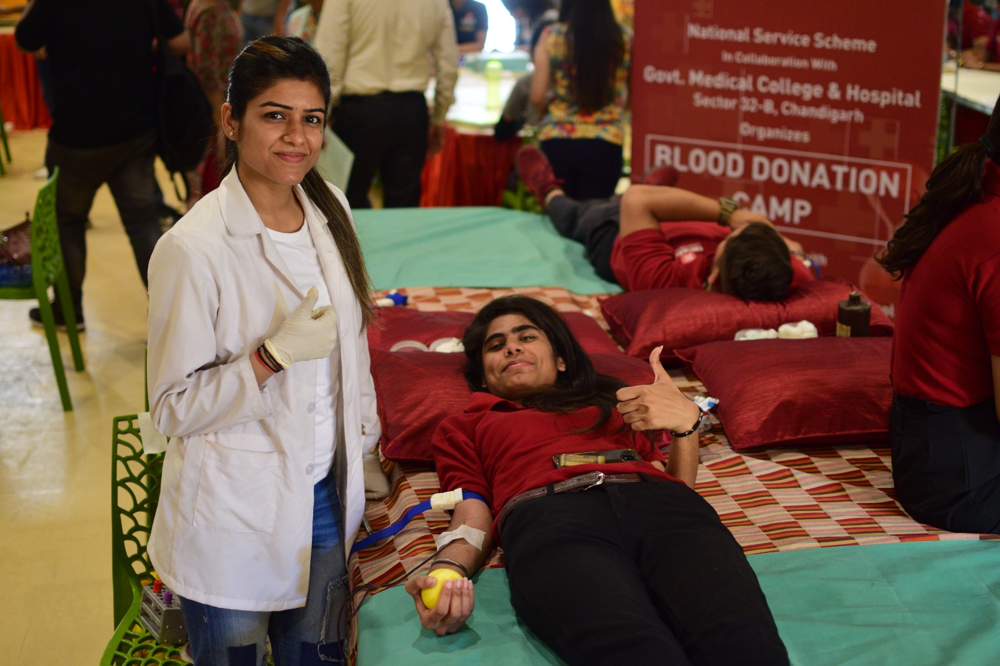 National Service Scheme
In Collaboration With
Govt. Medical College & Hospital
Sector 32-B, Chandigarh
Organizes
BLOOD DONATION
CAMP